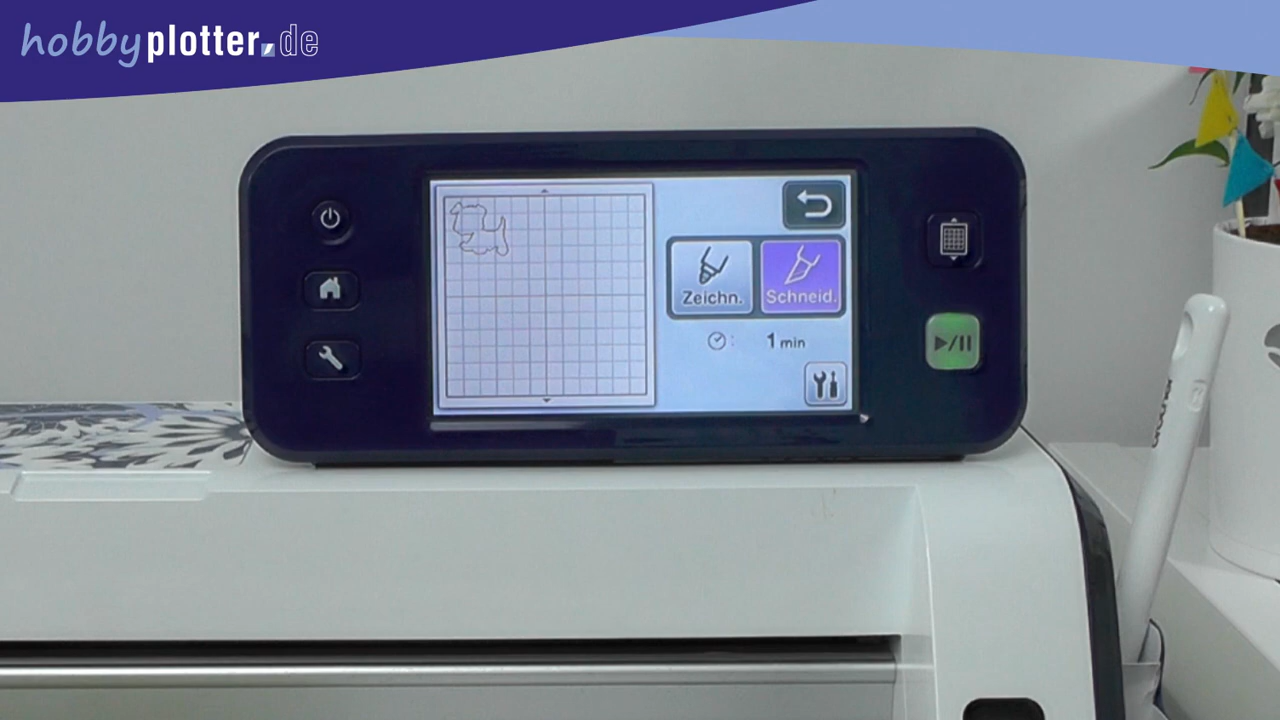 hobbyplotter.de
Zeichn.
Schneid.
: 1 min